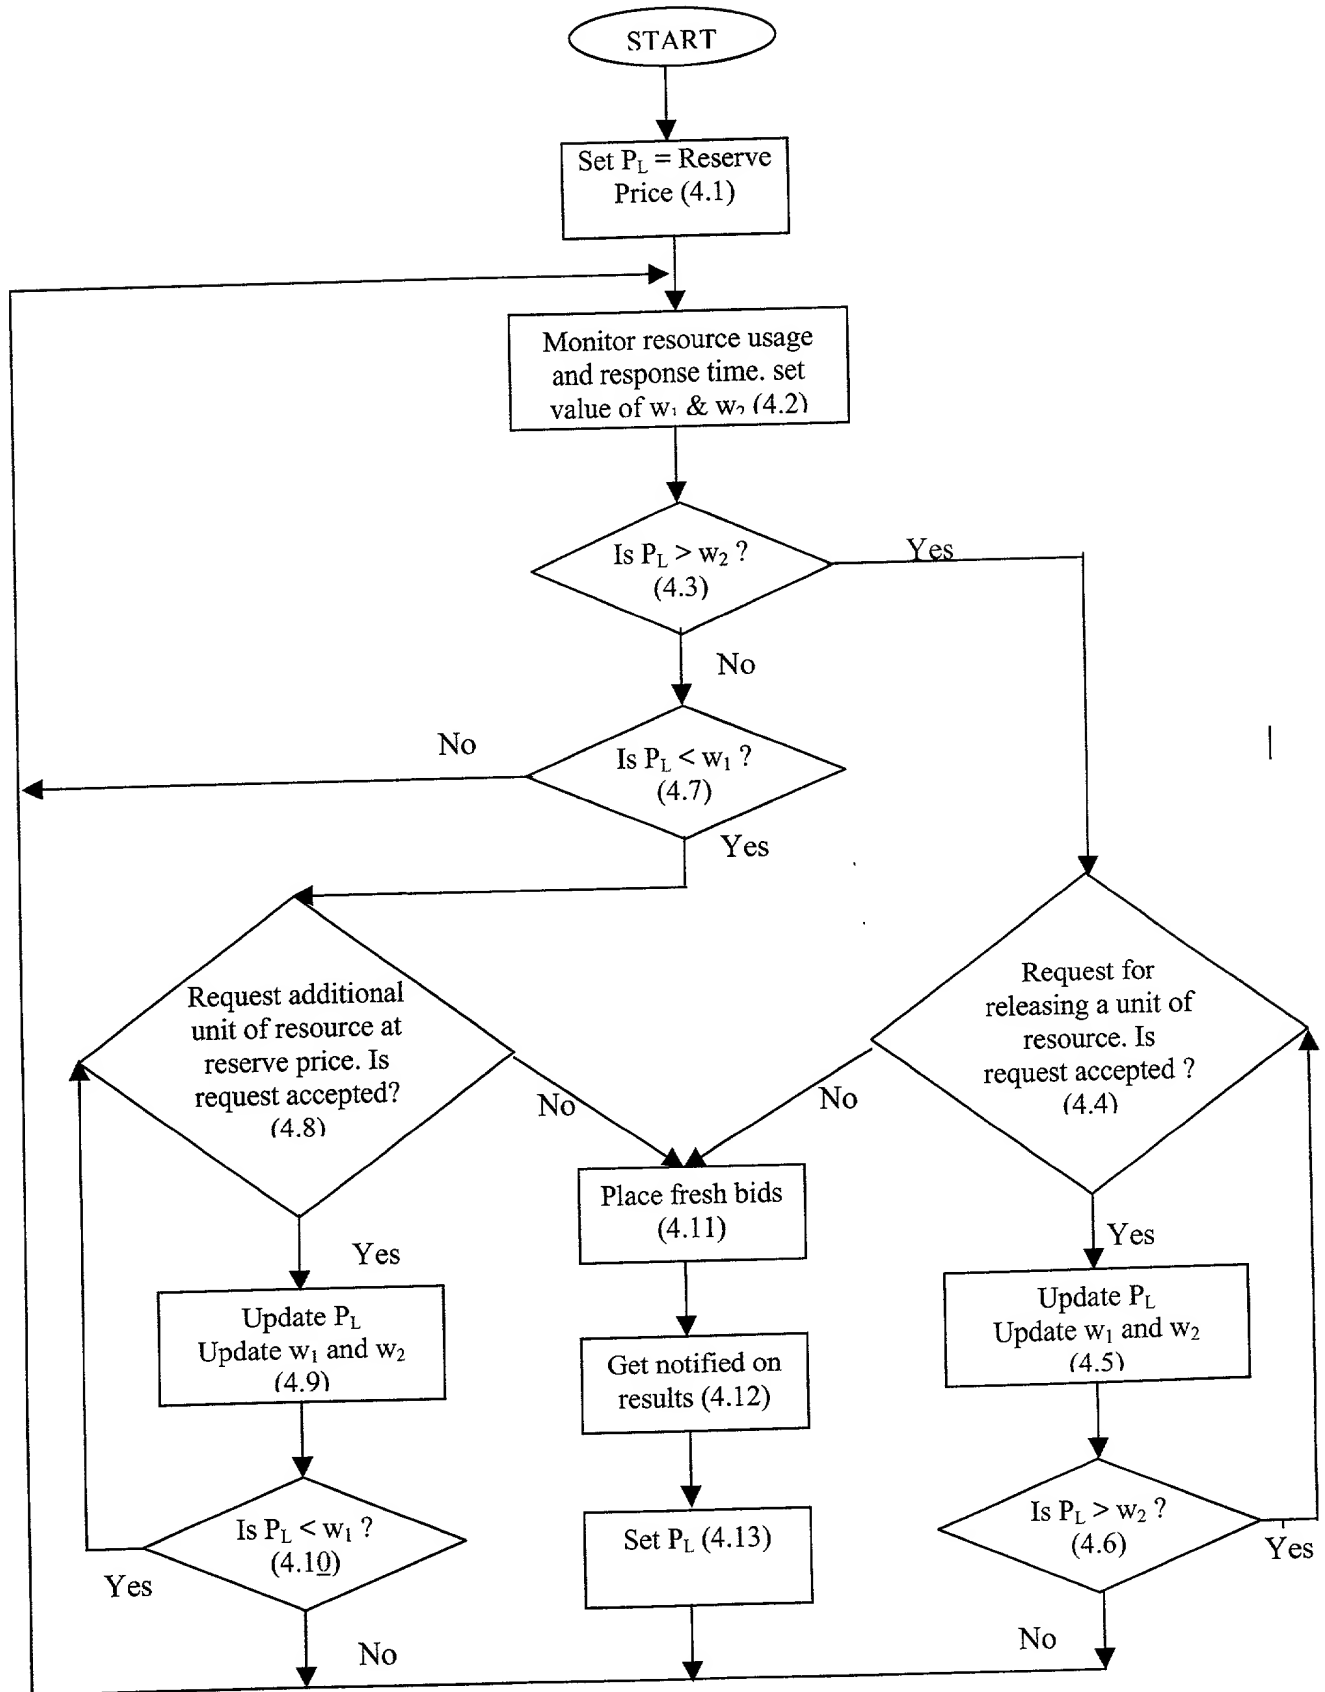 START
Set P_L = Reserve
Price (4.1)
Monitor resource usage
and response time. set
value of w₁ & w₂ (4.2)
Is P_L > w₂ ?
(4.3)
Yes
No
Is P_L < w₁ ?
(4.7)
No
Yes
Request additional
unit of resource at
reserve price. Is
request accepted?
(4.8)
No
Yes
Request for
releasing a unit of
resource. Is
request accepted ?
(4.4)
No
Yes
Place fresh bids
(4.11)
Update P_L
Update w₁ and w₂
(4.9)
Get notified on
results (4.12)
Update P_L
Update w₁ and w₂
(4.5)
Is P_L < w₁ ?
(4.10)
Yes
No
Set P_L (4.13)
Is P_L > w₂ ?
(4.6)
Yes
No